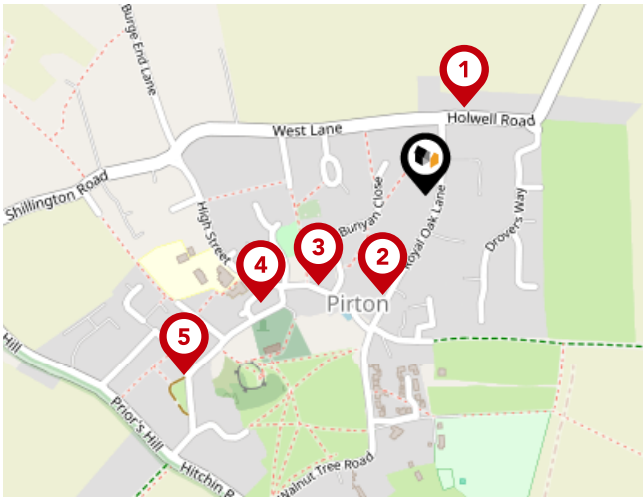 Burge End Lane
1
Holwell Road
West Lane
Shillington Road
High Street
Bunyan Close
Royal Oak Lane
Drovers Way
3
2
4
Pirton
5
Hill
Prior's Hill
Hitchin R
Walnut Tree Road